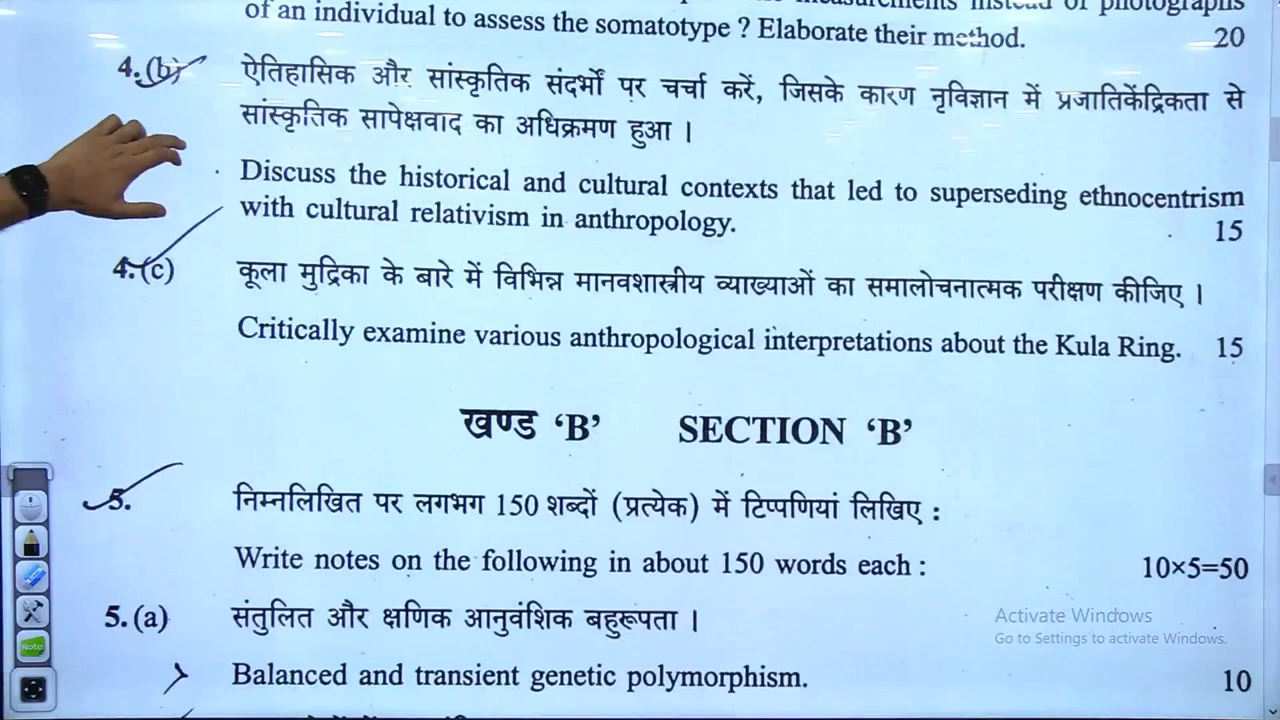 of an individual to assess the somatotype ? Elaborate their method. 20
4.(b) ऐतिहासिक और सांस्कृतिक संदर्भों पर चर्चा करें, जिसके कारण नृविज्ञान में प्रजातिकेंद्रिकता से
सांस्कृतिक सापेक्षवाद का अधिक्रमण हुआ ।
Discuss the historical and cultural contexts that led to superseding ethnocentrism
with cultural relativism in anthropology. 15
4.(c) कूला मुद्रिका के बारे में विभिन्न मानवशास्त्रीय व्याख्याओं का समालोचनात्मक परीक्षण कीजिए ।
Critically examine various anthropological interpretations about the Kula Ring. 15
खण्ड ‘B’ SECTION ‘B’
5. निम्नलिखित पर लगभग 150 शब्दों (प्रत्येक) में टिप्पणियां लिखिए :
Write notes on the following in about 150 words each : 10×5=50
5.(a) संतुलित और क्षणिक आनुवंशिक बहुरूपता ।
Activate Windows
Go to Settings to activate Windows.
Balanced and transient genetic polymorphism. 10
Note